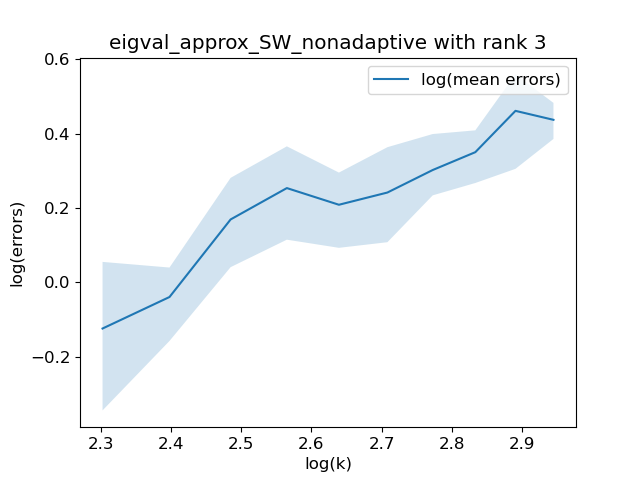 eigval_approx_SW_nonadaptive with rank 3
log(mean errors)
0.6
0.4
0.2
0.0
−0.2
log(errors)
2.3 2.4 2.5 2.6 2.7 2.8 2.9
log(k)